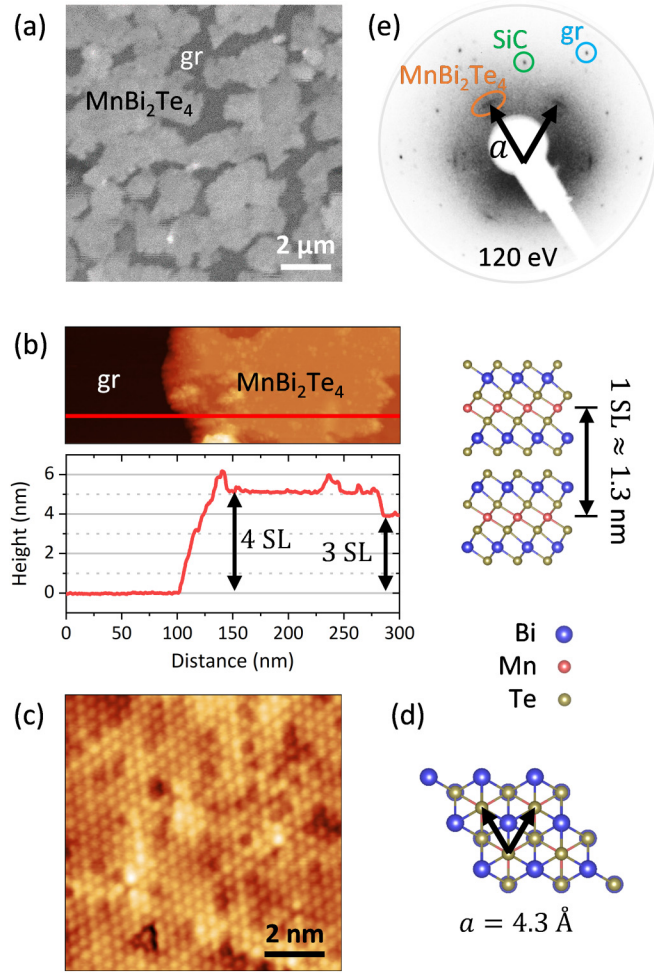 (a)
gr
MnBi₂Te₄
2 µm
(e)
SiC
gr
MnBi₂Te₄
a
120 eV
(b)
gr
MnBi₂Te₄
6
4
2
0
Height (nm)
4 SL
3 SL
0 50 100 150 200 250 300
Distance (nm)
1 SL ≈ 1.3 nm
Bi
Mn
Te
(c)
2 nm
(d)
a = 4.3 Å